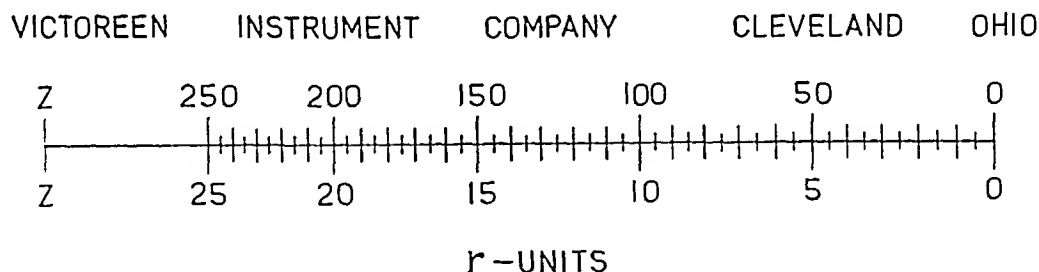 VICTOREEN INSTRUMENT COMPANY CLEVELAND OHIO
Z 250 200 150 100 50 0
Z 25 20 15 10 5 0
r-UNITS